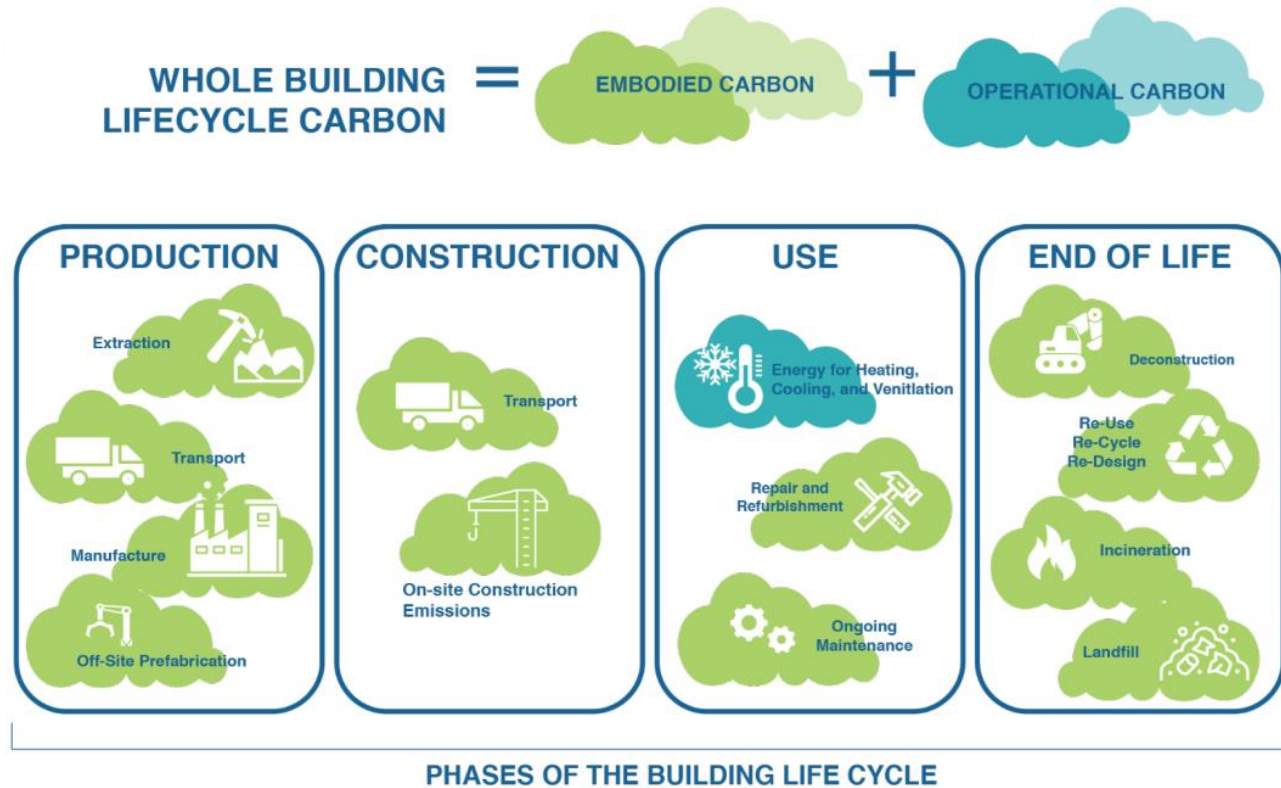 WHOLE BUILDING
LIFECYCLE CARBON
=
EMBODIED CARBON
+
OPERATIONAL CARBON
PRODUCTION
Extraction
Transport
Manufacture
Off-Site Prefabrication
CONSTRUCTION
Transport
On-site Construction
Emissions
USE
Energy for Heating,
Cooling, and Venitlation
Repair and
Refurbishment
Ongoing
Maintenance
END OF LIFE
Deconstruction
Re-Use
Re-Cycle
Re-Design
Incineration
Landfill
PHASES OF THE BUILDING LIFE CYCLE